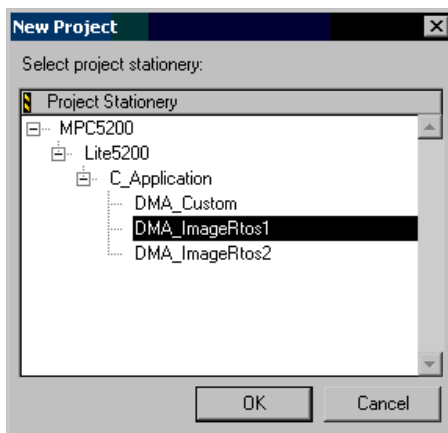 New Project
Select project stationery:
Project Stationery
MPC5200
Lite5200
C_Application
DMA_Custom
DMA_ImageRtos1
DMA_ImageRtos2
OK
Cancel